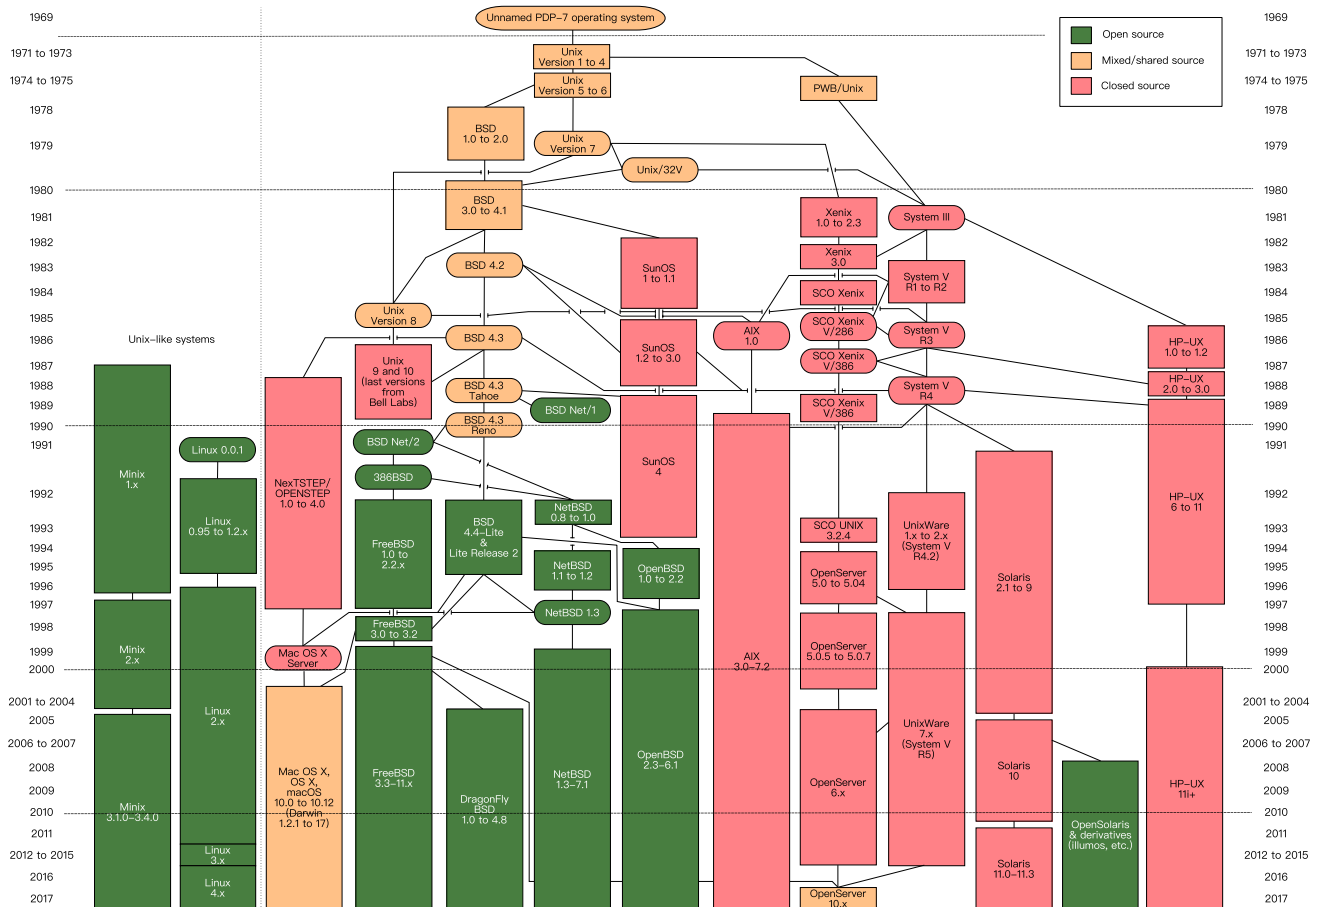 1969
1971 to 1973
1974 to 1975
1978
1979
1980
1981
1982
1983
1984
1985
1986
1987
1988
1989
1990
1991
1992
1993
1994
1995
1996
1997
1998
1999
2000
2001 to 2004
2005
2006 to 2007
2008
2009
2010
2011
2012 to 2015
2016
2017
Unix-like systems
Minix
1.x
Minix
2.x
Minix
3.1.0-3.4.0
Linux 0.0.1
Linux
0.95 to 1.2.x
Linux
2.x
Linux
3.x
Linux
4.x
Unnamed PDP-7 operating system
Unix
Version 1 to 4
Unix
Version 5 to 6
PWB/Unix
BSD
1.0 to 2.0
Unix
Version 7
Unix/32V
BSD
3.0 to 4.1
Xenix
1.0 to 2.3
System III
Xenix
3.0
SunOS
1 to 1.1
BSD 4.2
System V
R1 to R2
SCO Xenix
Unix
Version 8
SCO Xenix
V/286
AIX
1.0
System V
R3
BSD 4.3
SunOS
1.2 to 3.0
HP-UX
1.0 to 1.2
Unix
9 and 10
(last versions
from
Bell Labs)
SCO Xenix
V/386
HP-UX
2.0 to 3.0
BSD 4.3
Tahoe
System V
R4
BSD Net/1
SCO Xenix
V/386
BSD 4.3
Reno
BSD Net/2
SunOS
4
386BSD
NexTSTEP/
OPENSTEP
1.0 to 4.0
HP-UX
6 to 11
NetBSD
0.8 to 1.0
BSD
4.4-Lite
&
Lite Release 2
SCO UNIX
3.2.4
UnixWare
1.x to 2.x
(System V
R4.2)
FreeBSD
1.0 to
2.2.x
NetBSD
1.1 to 1.2
OpenBSD
1.0 to 2.2
OpenServer
5.0 to 5.04
Solaris
2.1 to 9
NetBSD 1.3
FreeBSD
3.0 to 3.2
OpenServer
5.0.5 to 5.0.7
Mac OS X
Server
AIX
3.0-7.2
UnixWare
7.x
(System V
R5)
OpenBSD
2.3-6.1
Solaris
10
Mac OS X,
OS X,
macOS
10.0 to 10.12
(Darwin
1.2.1 to 17)
FreeBSD
3.3-11.x
NetBSD
1.3-7.1
OpenServer
6.x
HP-UX
11i+
DragonFly
BSD
1.0 to 4.8
OpenSolaris
& derivatives
(illumos, etc.)
Solaris
11.0-11.3
OpenServer
10.x
Open source
Mixed/shared source
Closed source
1969
1971 to 1973
1974 to 1975
1978
1979
1980
1981
1982
1983
1984
1985
1986
1987
1988
1989
1990
1991
1992
1993
1994
1995
1996
1997
1998
1999
2000
2001 to 2004
2005
2006 to 2007
2008
2009
2010
2011
2012 to 2015
2016
2017